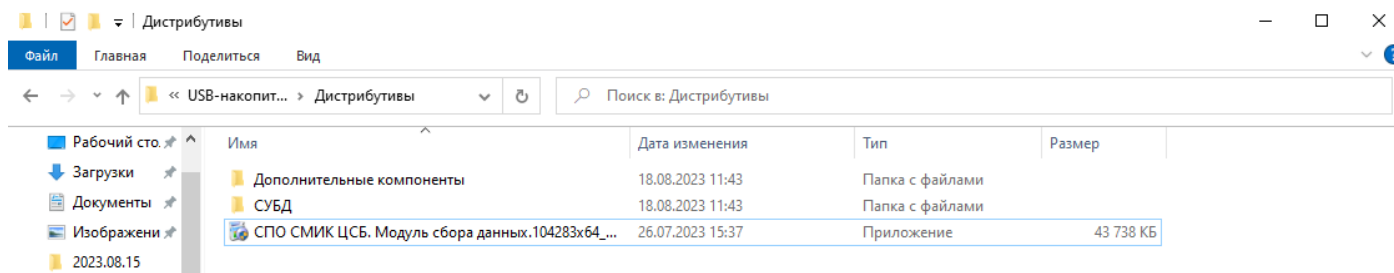 Дистрибутивы
Файл Главная Поделиться Вид
« USB-накопит... › Дистрибутивы Поиск в: Дистрибутивы
Рабочий сто. Имя Дата изменения Тип Размер
Загрузки Дополнительные компоненты 18.08.2023 11:43 Папка с файлами
Документы СУБД 18.08.2023 11:43 Папка с файлами
Изображени СПО СМИК ЦСБ. Модуль сбора данных.104283x64_... 26.07.2023 15:37 Приложение 43 738 КБ
2023.08.15